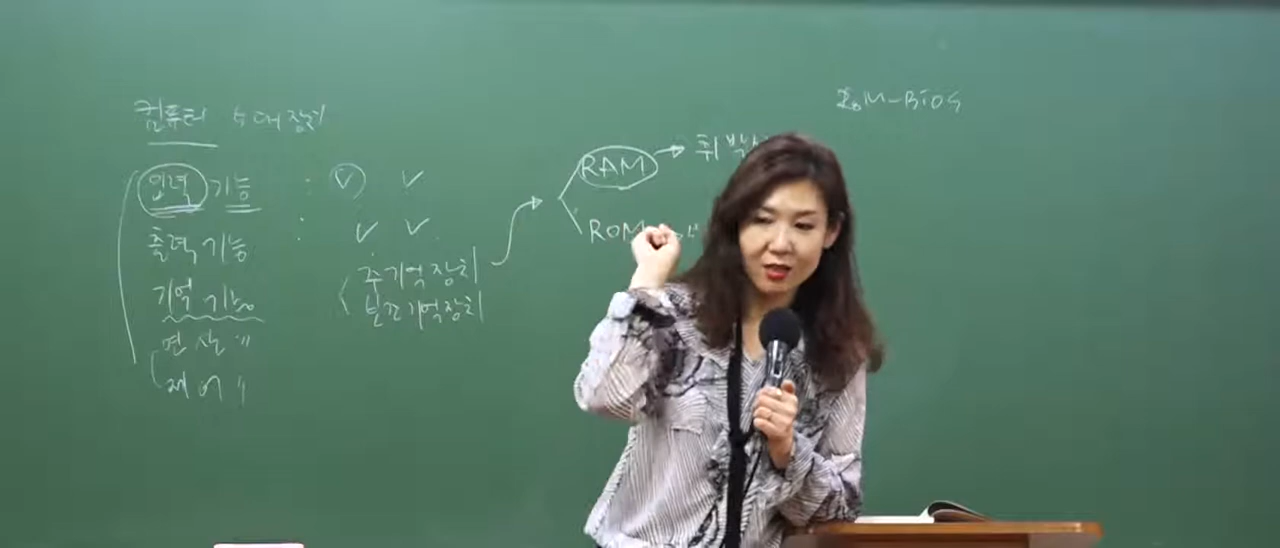 컴퓨터 5대 장치
입력 기능 : ✓ ✓
출력 기능 : ✓ ✓
기억 기능
주기억장치
보조기억장치
연산 "
제어 "
RAM → 휘발
ROM
ROM-BIOS